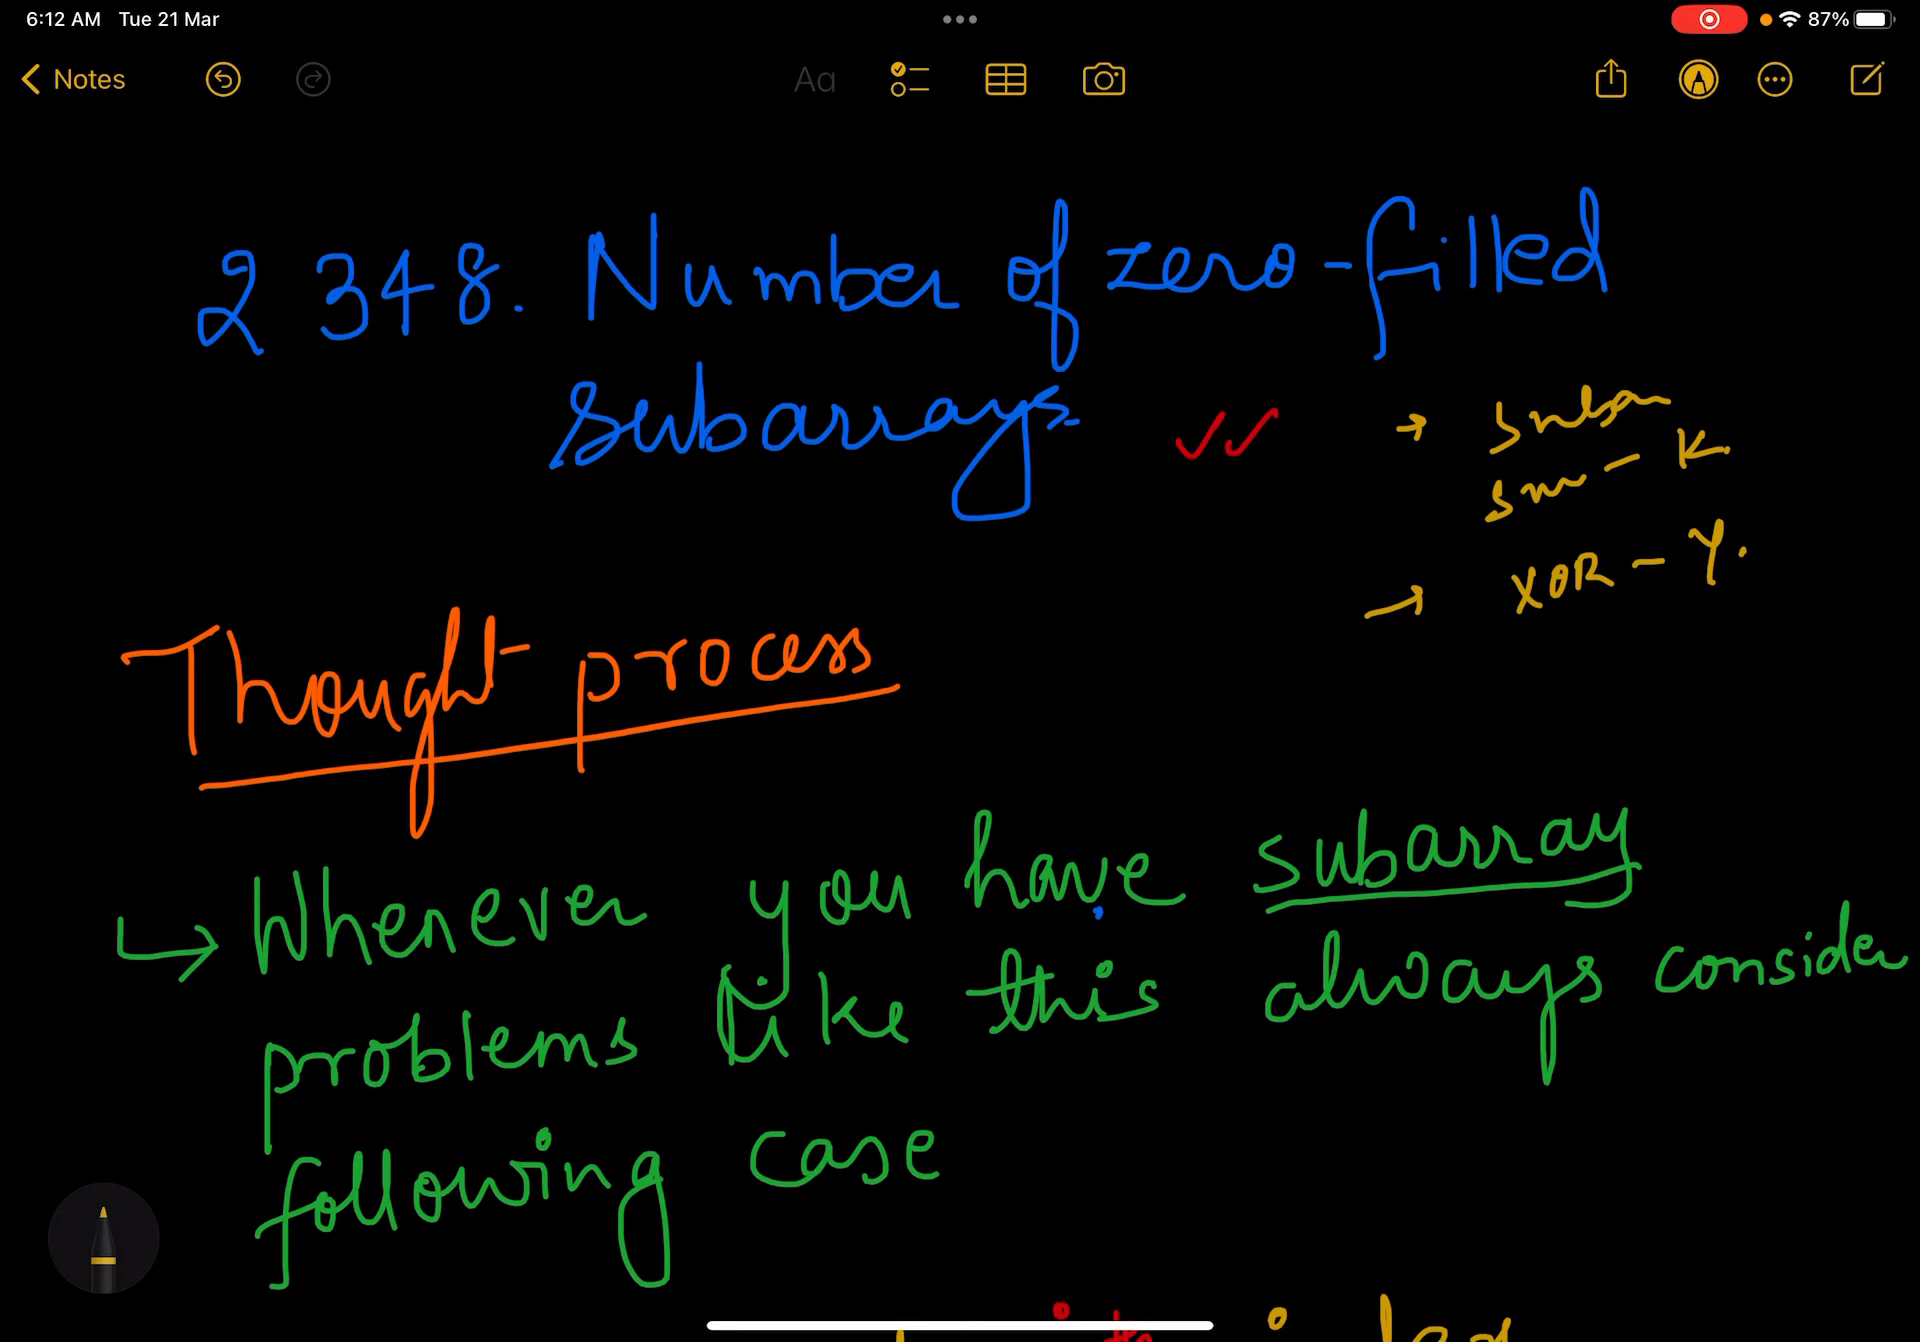 6:12 AM Tue 21 Mar
87%
Notes
Aa
2348. Number of zero-filled
subarrays
sum - K.
XOR - Y.
Thought process
Whenever you have subarray
problems like this always consider
following case